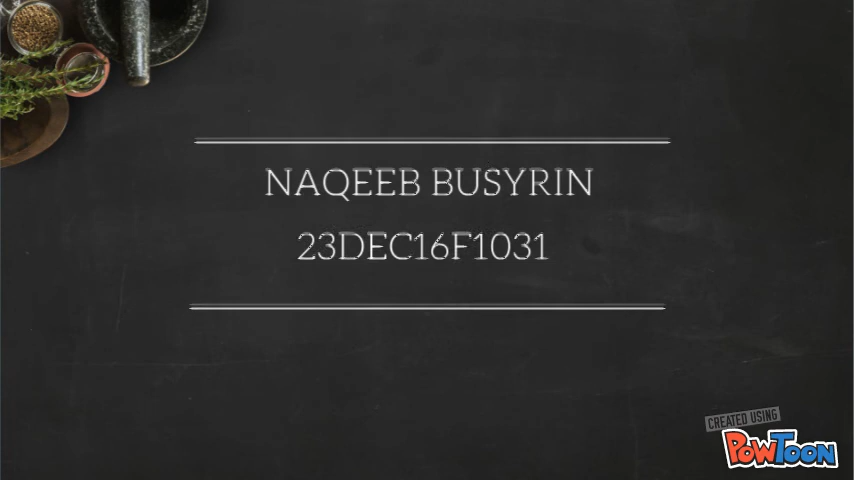 NAQEEB BUSYRIN
23DEC16F1031
CREATED USING
POWTOON